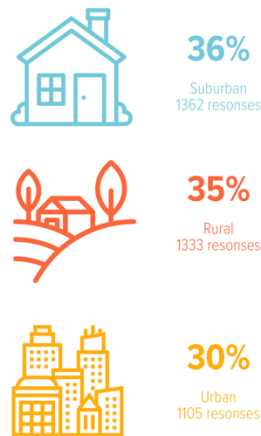 36%
Suburban
1362 resonses
35%
Rural
1333 resonses
30%
Urban
1105 resonses